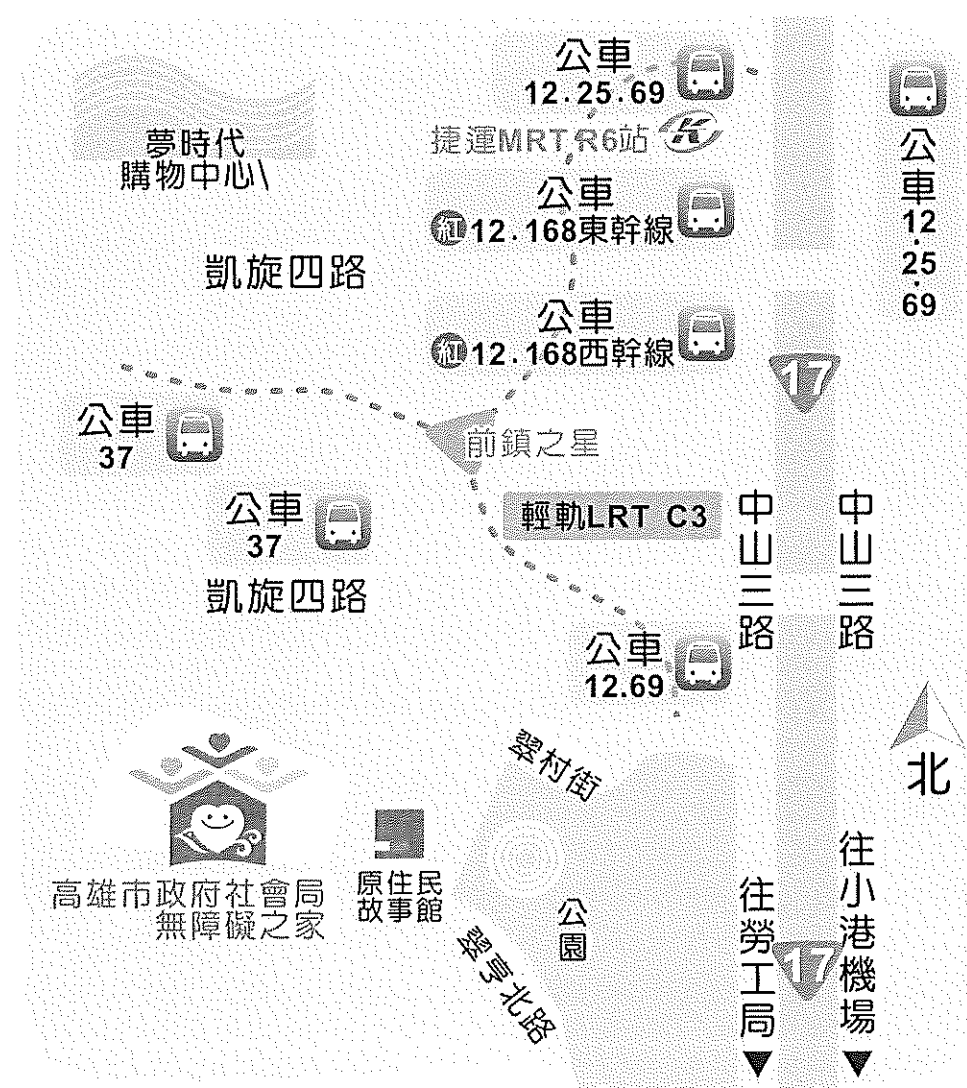 公車
12.25.69
捷運MRT R6站
夢時代
購物中心\
公車
紅12.168東幹線
公車12.25.69
凱旋四路
公車
紅12.168西幹線
17
公車
37
前鎮之星
公車
37
輕軌LRT C3
中山三路
中山三路
凱旋四路
公車
12.69
翠村街
北
高雄市政府社會局
無障礙之家
原住民
故事館
公園
翠亨北路
往勞工局
17
往小港機場